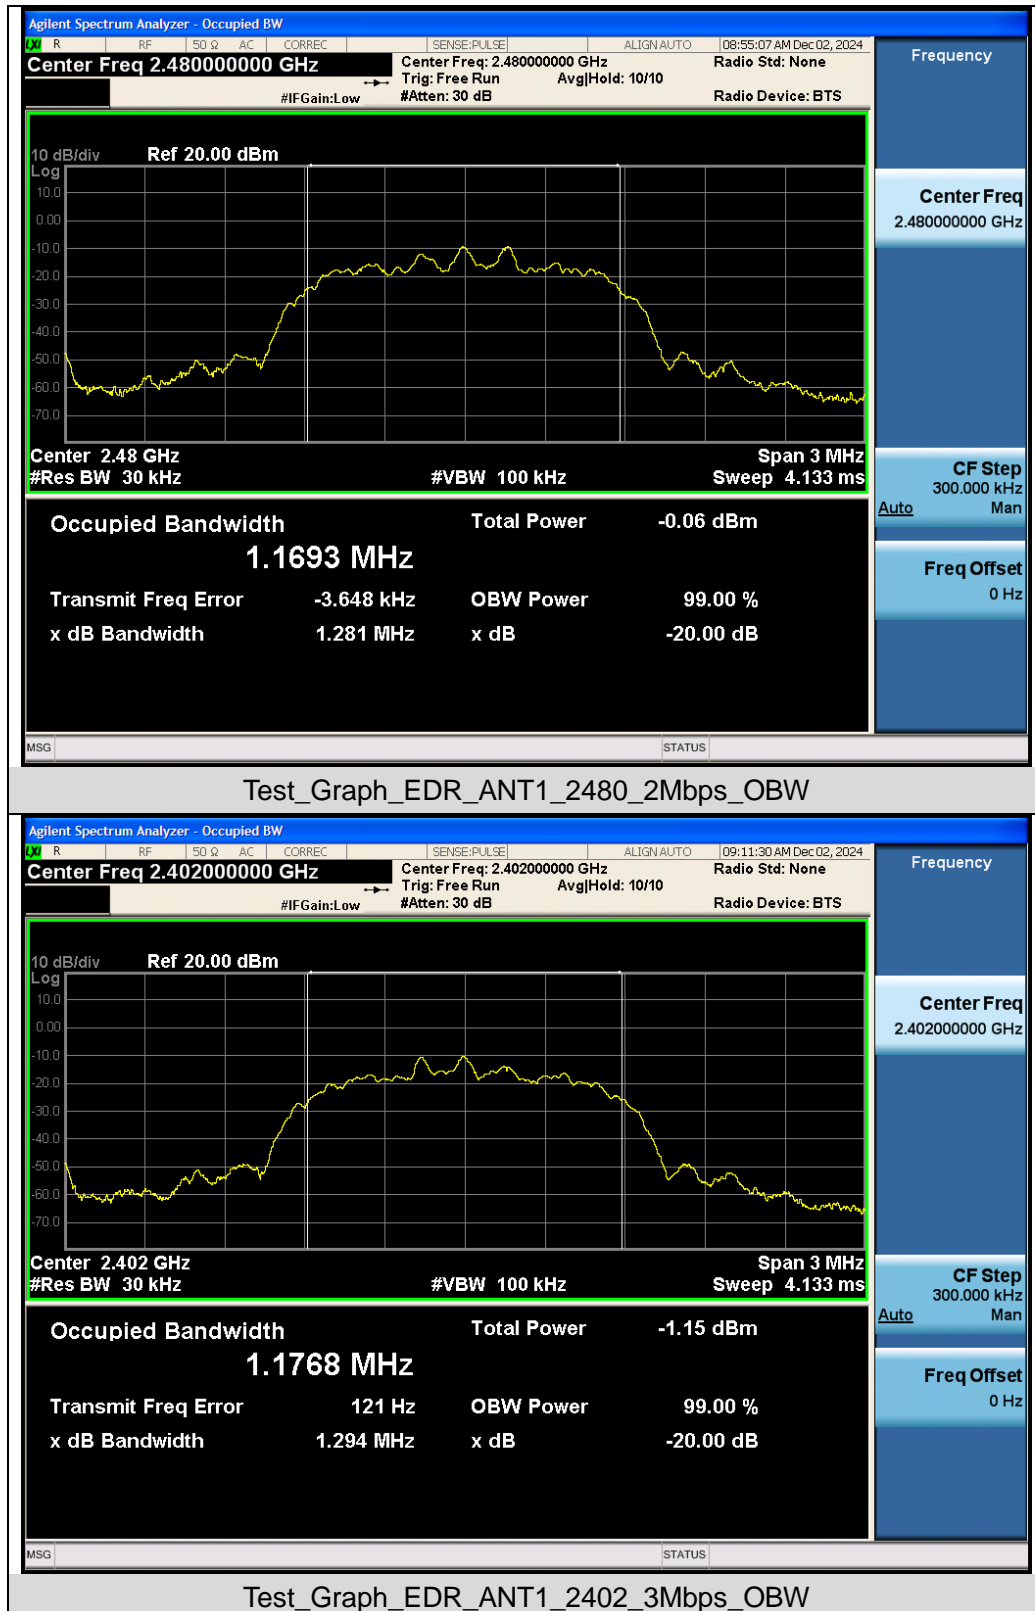 Agilent Spectrum Analyzer - Occupied BW
LXI R RF 50 Ω AC CORREC SENSE:PULSE ALIGN AUTO 08:55:07 AM Dec 02, 2024
Center Freq 2.480000000 GHz
Center Freq: 2.480000000 GHz Radio Std: None
Trig: Free Run Avg|Hold: 10/10
#IFGain:Low #Atten: 30 dB Radio Device: BTS
Frequency
10 dB/div Ref 20.00 dBm
Log
10.0
0.00
-10.0
-20.0
-30.0
-40.0
-50.0
-60.0
-70.0
Center Freq
2.480000000 GHz
Center 2.48 GHz Span 3 MHz
#Res BW 30 kHz #VBW 100 kHz Sweep 4.133 ms
CF Step
300.000 kHz
Auto Man
Occupied Bandwidth Total Power -0.06 dBm
1.1693 MHz
Transmit Freq Error -3.648 kHz OBW Power 99.00 %
x dB Bandwidth 1.281 MHz x dB -20.00 dB
Freq Offset
0 Hz
MSG STATUS
Test_Graph_EDR_ANT1_2480_2Mbps_OBW
Agilent Spectrum Analyzer - Occupied BW
LXI R RF 50 Ω AC CORREC SENSE:PULSE ALIGN AUTO 09:11:30 AM Dec 02, 2024
Center Freq 2.402000000 GHz
Center Freq: 2.402000000 GHz Radio Std: None
Trig: Free Run Avg|Hold: 10/10
#IFGain:Low #Atten: 30 dB Radio Device: BTS
Frequency
10 dB/div Ref 20.00 dBm
Log
10.0
0.00
-10.0
-20.0
-30.0
-40.0
-50.0
-60.0
-70.0
Center Freq
2.402000000 GHz
Center 2.402 GHz Span 3 MHz
#Res BW 30 kHz #VBW 100 kHz Sweep 4.133 ms
CF Step
300.000 kHz
Auto Man
Occupied Bandwidth Total Power -1.15 dBm
1.1768 MHz
Transmit Freq Error 121 Hz OBW Power 99.00 %
x dB Bandwidth 1.294 MHz x dB -20.00 dB
Freq Offset
0 Hz
MSG STATUS
Test_Graph_EDR_ANT1_2402_3Mbps_OBW